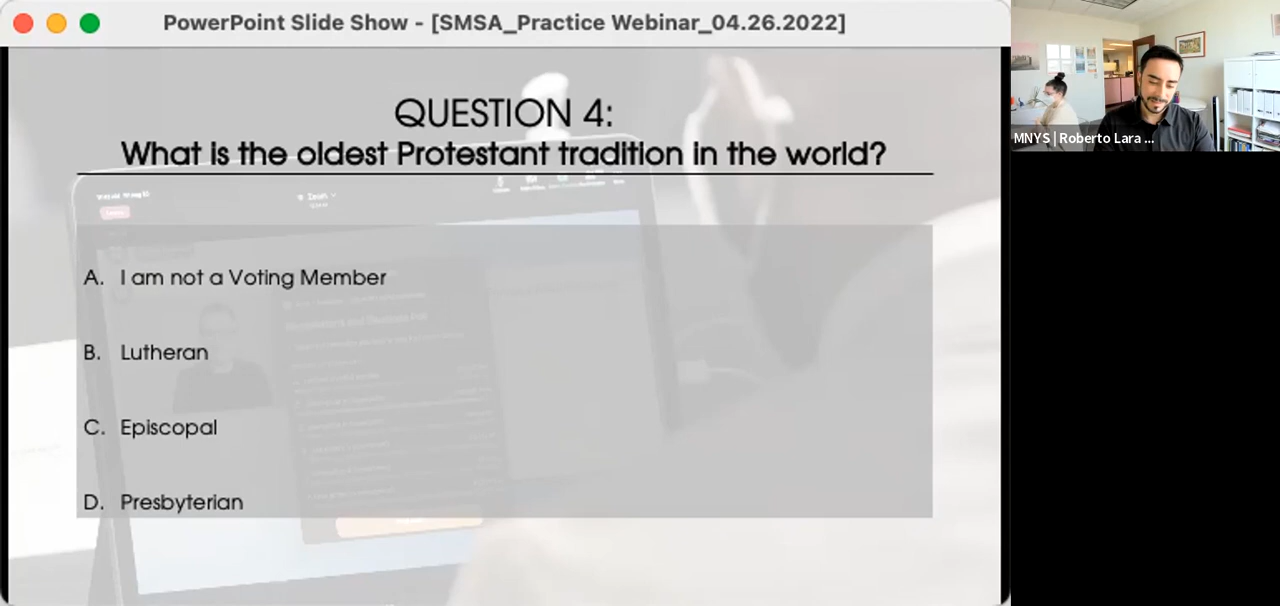 PowerPoint Slide Show - [SMSA_Practice Webinar_04.26.2022]
QUESTION 4:
What is the oldest Protestant tradition in the world?
A. I am not a Voting Member
B. Lutheran
C. Episcopal
D. Presbyterian
MNYS | Roberto Lara ...